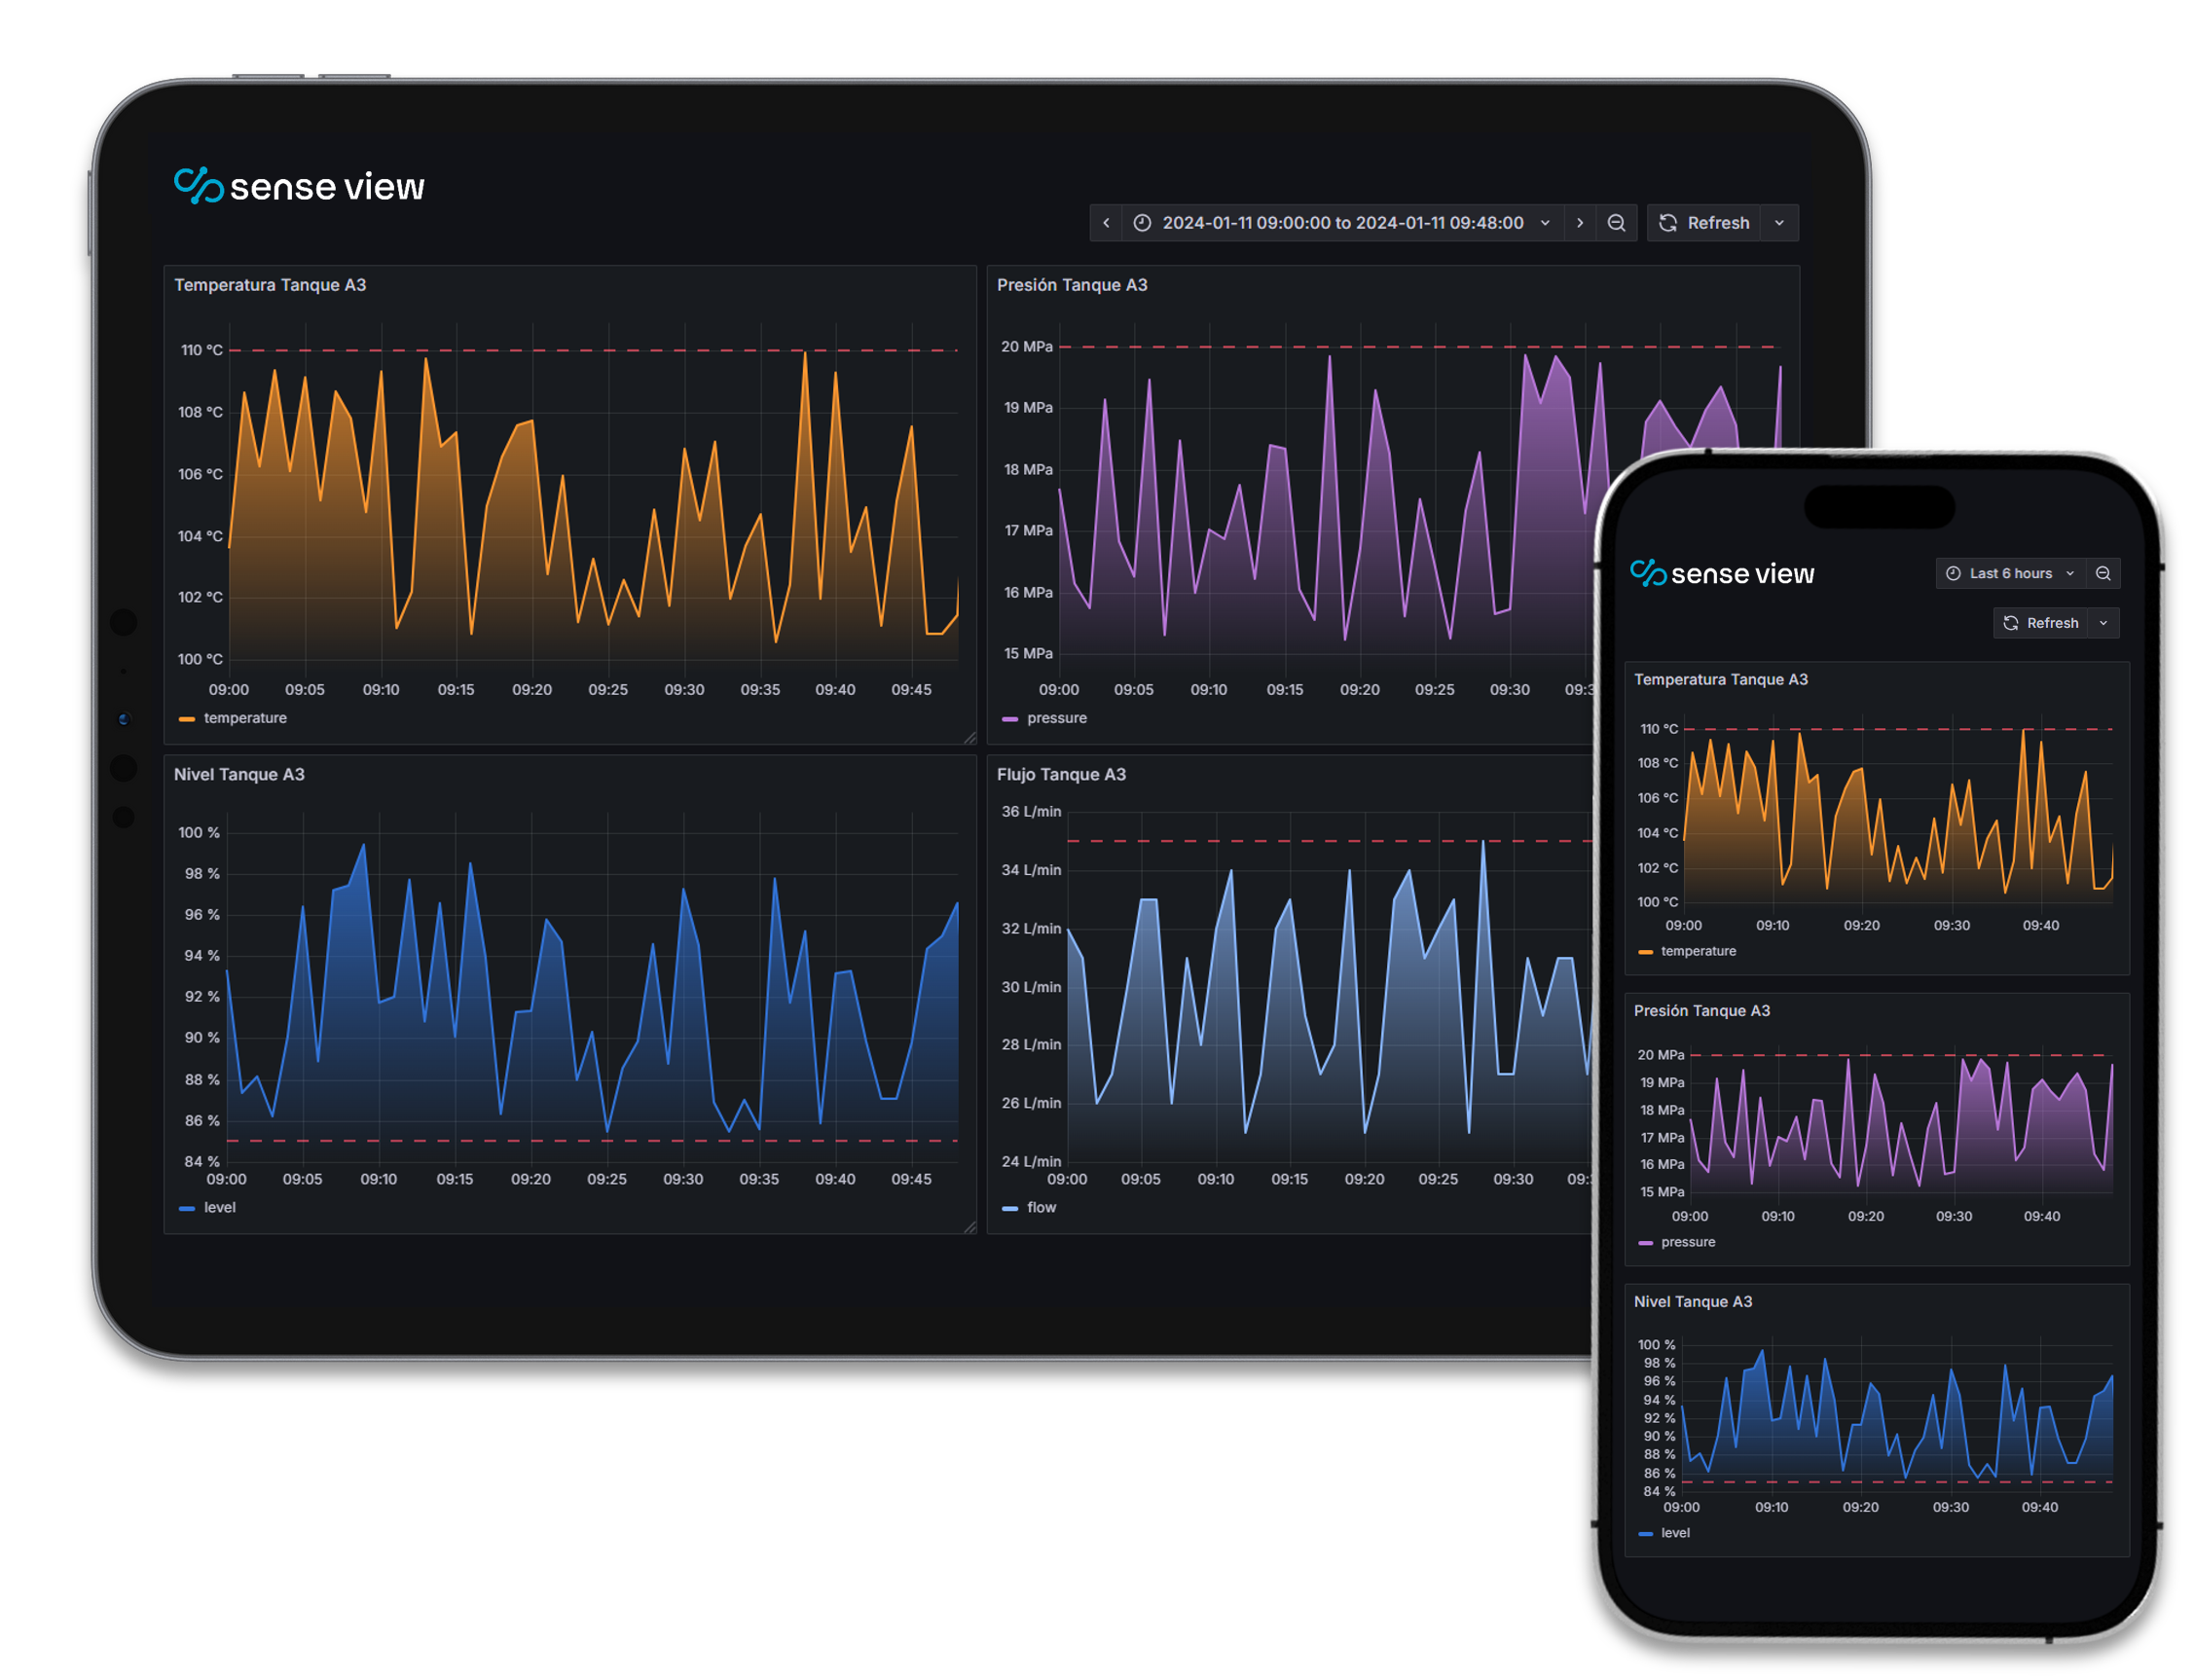 sense view
2024-01-11 09:00:00 to 2024-01-11 09:48:00
Refresh
Temperatura Tanque A3
110 °C
108 °C
106 °C
104 °C
102 °C
100 °C
09:00 09:05 09:10 09:15 09:20 09:25 09:30 09:35 09:40 09:45
temperature
Presión Tanque A3
20 MPa
19 MPa
18 MPa
17 MPa
16 MPa
15 MPa
09:00 09:05 09:10 09:15 09:20 09:25 09:30
pressure
Nivel Tanque A3
100 %
98 %
96 %
94 %
92 %
90 %
88 %
86 %
84 %
09:00 09:05 09:10 09:15 09:20 09:25 09:30 09:35 09:40 09:45
level
Flujo Tanque A3
36 L/min
34 L/min
32 L/min
30 L/min
28 L/min
26 L/min
24 L/min
09:00 09:05 09:10 09:15 09:20 09:25 09:30
flow
sense view
Last 6 hours
Refresh
Temperatura Tanque A3
110 °C
108 °C
106 °C
104 °C
102 °C
100 °C
09:00 09:10 09:20 09:30 09:40
temperature
Presión Tanque A3
20 MPa
19 MPa
18 MPa
17 MPa
16 MPa
15 MPa
09:00 09:10 09:20 09:30 09:40
pressure
Nivel Tanque A3
100 %
98 %
96 %
94 %
92 %
90 %
88 %
86 %
84 %
09:00 09:10 09:20 09:30 09:40
level